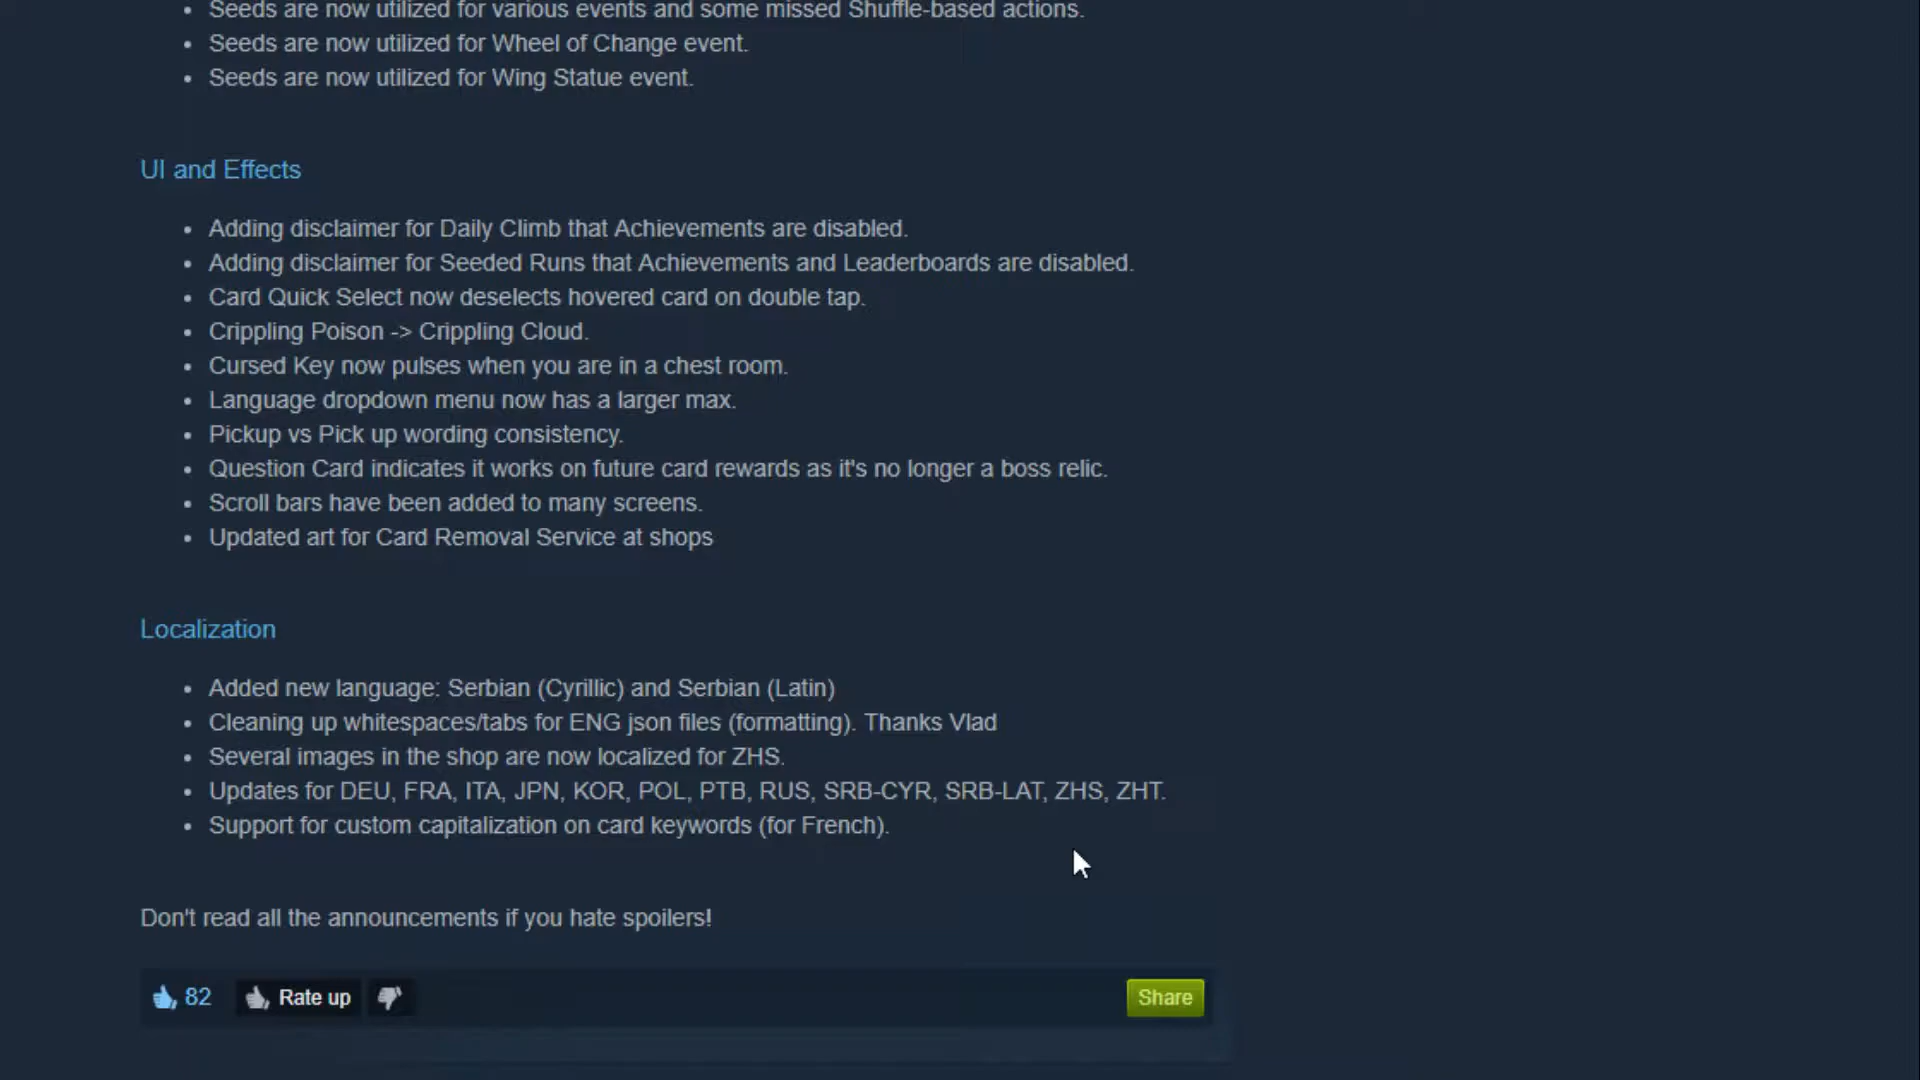 • Seeds are now utilized for various events and some missed Shuffle-based actions.
• Seeds are now utilized for Wheel of Change event.
• Seeds are now utilized for Wing Statue event.
UI and Effects
• Adding disclaimer for Daily Climb that Achievements are disabled.
• Adding disclaimer for Seeded Runs that Achievements and Leaderboards are disabled.
• Card Quick Select now deselects hovered card on double tap.
• Crippling Poison -> Crippling Cloud.
• Cursed Key now pulses when you are in a chest room.
• Language dropdown menu now has a larger max.
• Pickup vs Pick up wording consistency.
• Question Card indicates it works on future card rewards as it's no longer a boss relic.
• Scroll bars have been added to many screens.
• Updated art for Card Removal Service at shops
Localization
• Added new language: Serbian (Cyrillic) and Serbian (Latin)
• Cleaning up whitespaces/tabs for ENG json files (formatting). Thanks Vlad
• Several images in the shop are now localized for ZHS.
• Updates for DEU, FRA, ITA, JPN, KOR, POL, PTB, RUS, SRB-CYR, SRB-LAT, ZHS, ZHT.
• Support for custom capitalization on card keywords (for French).
Don't read all the announcements if you hate spoilers!
82 Rate up Share